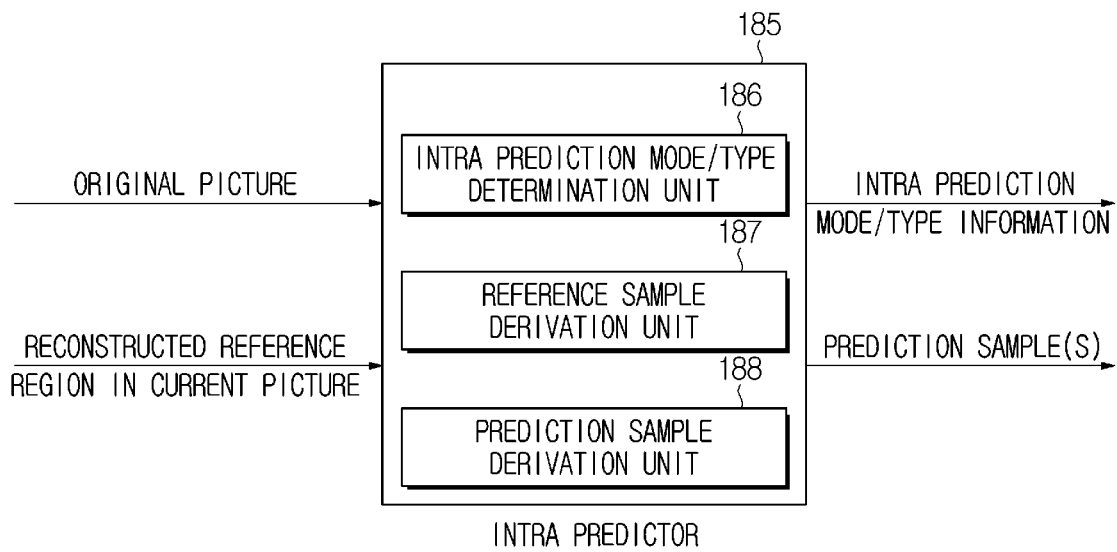 185
186
INTRA PREDICTION MODE/TYPE
DETERMINATION UNIT
ORIGINAL PICTURE
INTRA PREDICTION
MODE/TYPE INFORMATION
187
REFERENCE SAMPLE
DERIVATION UNIT
RECONSTRUCTED REFERENCE
REGION IN CURRENT PICTURE
PREDICTION SAMPLE(S)
188
PREDICTION SAMPLE
DERIVATION UNIT
INTRA PREDICTOR